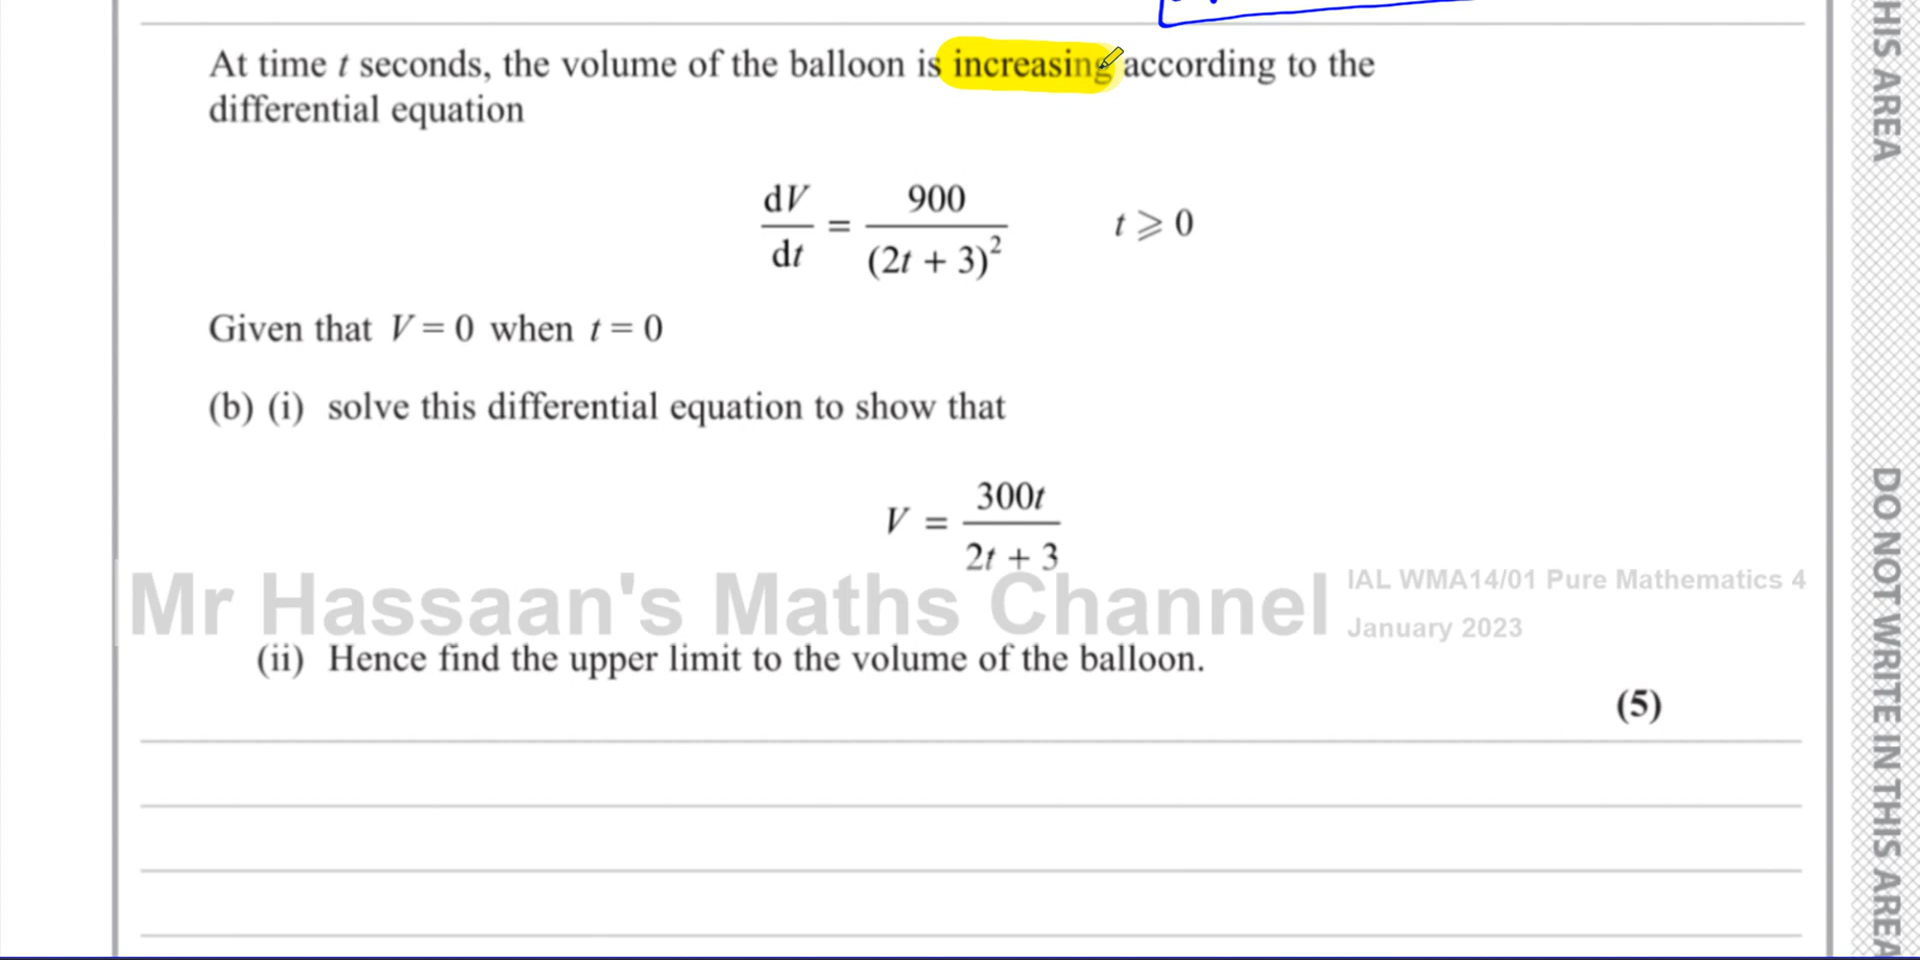 At time t seconds, the volume of the balloon is increasing according to the
differential equation
dV/dt = 900/(2t + 3)² t ⩾ 0
Given that V = 0 when t = 0
(b) (i) solve this differential equation to show that
V = 300t/(2t + 3)
Mr Hassaan's Maths Channel
IAL WMA14/01 Pure Mathematics 4
January 2023
(ii) Hence find the upper limit to the volume of the balloon.
(5)
HIS AREA
DO NOT WRITE IN THIS AREA